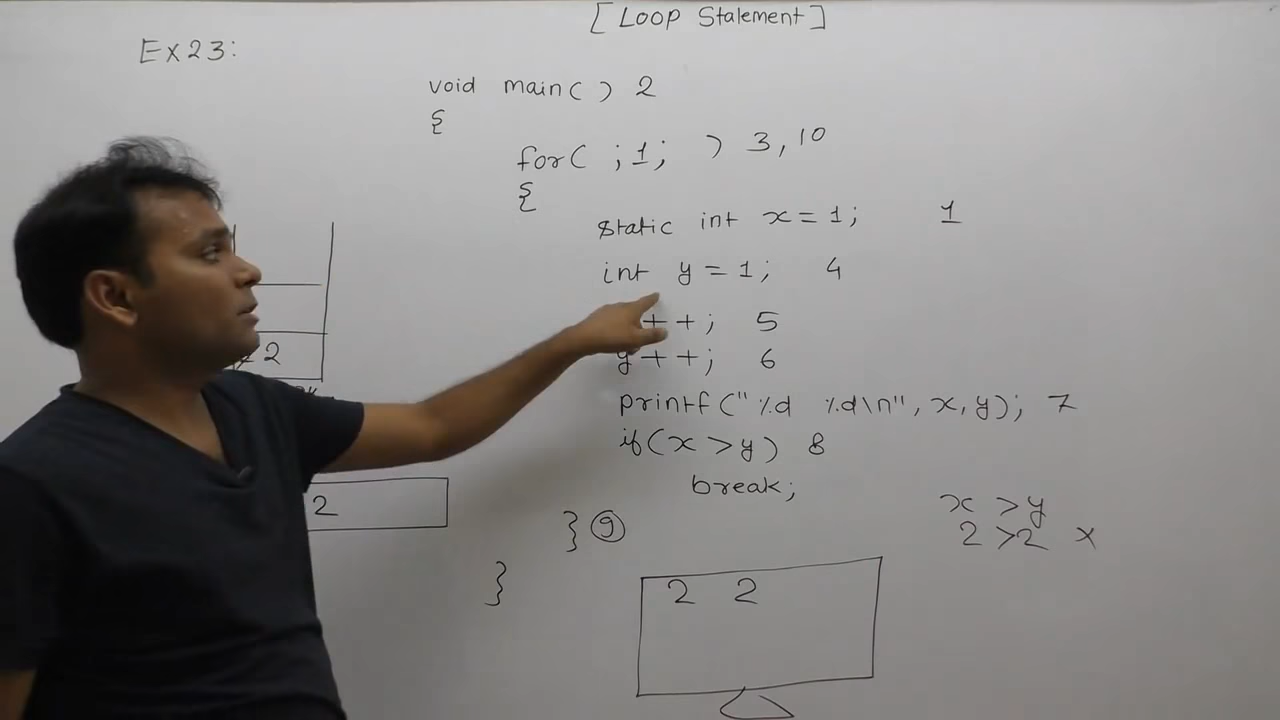 [ Loop Stalement ]
Ex23:
void main( ) 2
{
for( ;1; ) 3,10
{
static int x=1; 1
int y=1; 4
++; 5
y++; 6
2
printf("%d %d\n",x,y); 7
if(x>y) 8
break;
2
} 9
x >y
2 >2 x
}
2 2